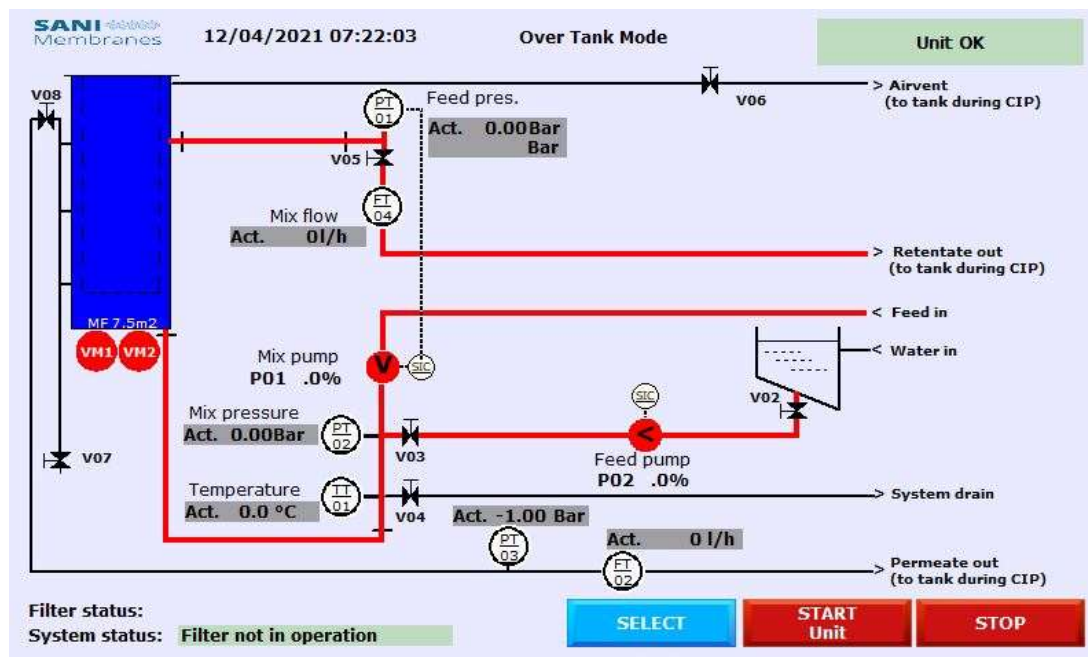 SANI
Membranes
12/04/2021 07:22:03
Over Tank Mode
Unit OK
V08
PT
01
Feed pres.
Act. 0.00Bar
Bar
V06
> Airvent
(to tank during CIP)
V05
FT
04
Mix flow
Act. 0l/h
> Retentate out
(to tank during CIP)
< Feed in
MF 7.5m2
VM1 VM2
Mix pump
P01 .0%
V
SIC
< Water in
SIC
V02
Mix pressure
Act. 0.00Bar
PT
02
V03
<
Feed pump
P02 .0%
V07
Temperature
Act. 0.0 °C
TT
01
V04
> System drain
Act. -1.00 Bar
PT
03
Act. 0 l/h
FT
02
> Permeate out
(to tank during CIP)
Filter status:
System status: Filter not in operation
SELECT
START
Unit
STOP